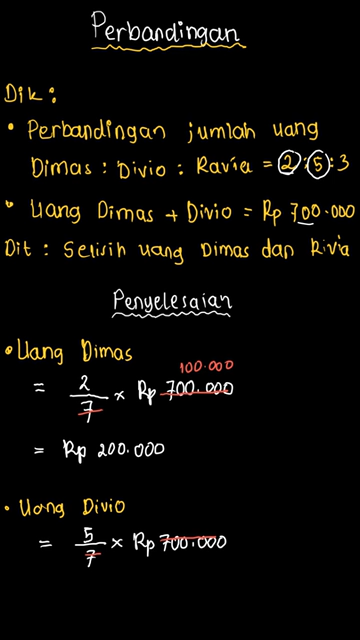 Perbandingan
Dik :
• Perbandingan jumlah uang
Dimas : Divio : Ravia = 2 : 5 : 3
• Uang Dimas + Divio = Rp 700.000
Dit : Selisih uang Dimas dan Rivia
Penyelesaian
• Uang Dimas
100.000
= 2/7 × Rp 700.000
= Rp 200.000
• Uang Divio
= 5/7 × Rp 700.000